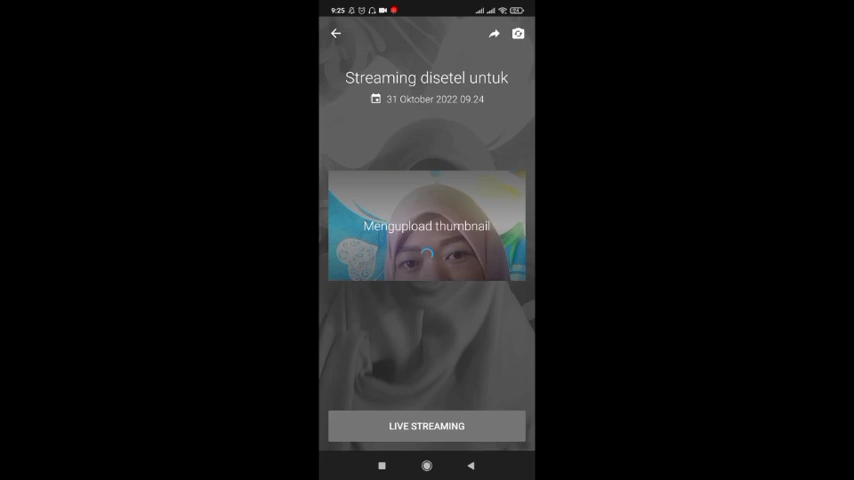 9:25
Streaming disetel untuk
31 Oktober 2022 09.24
Mengupload thumbnail
LIVE STREAMING